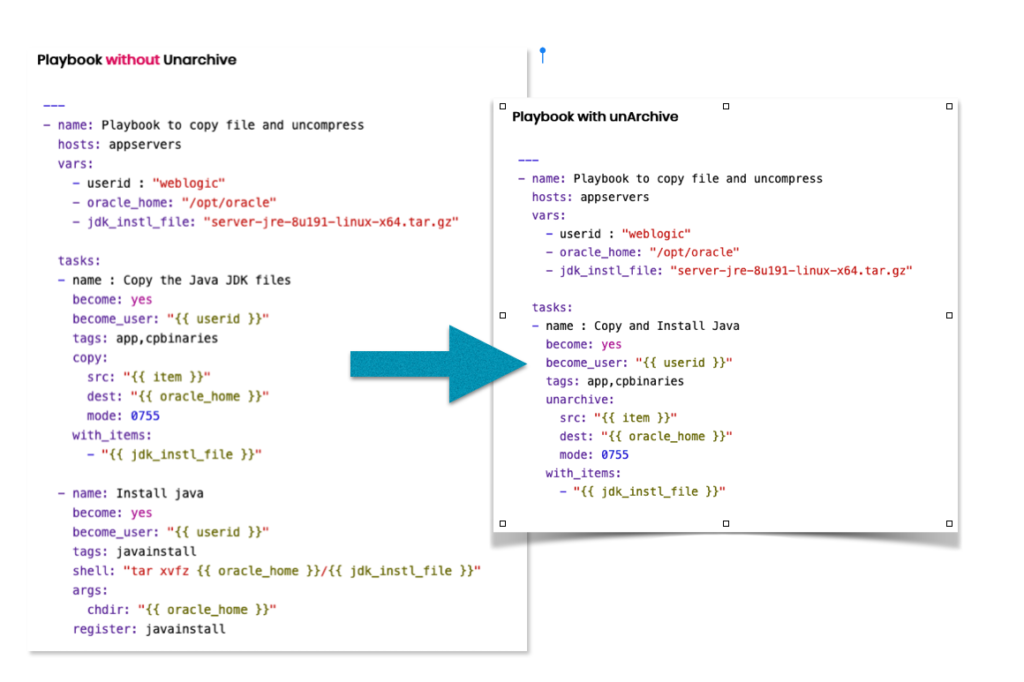 Playbook without Unarchive
---
- name: Playbook to copy file and uncompress
  hosts: appservers
  vars:
    - userid : "weblogic"
    - oracle_home: "/opt/oracle"
    - jdk_instl_file: "server-jre-8u191-linux-x64.tar.gz"
  tasks:
  - name : Copy the Java JDK files
    become: yes
    become_user: "{{ userid }}"
    tags: app,cpbinaries
    copy:
      src: "{{ item }}"
      dest: "{{ oracle_home }}"
      mode: 0755
    with_items:
      - "{{ jdk_instl_file }}"
  - name: Install java
    become: yes
    become_user: "{{ userid }}"
    tags: javainstall
    shell: "tar xvfz {{ oracle_home }}/{{ jdk_instl_file }}"
    args:
      chdir: "{{ oracle_home }}"
    register: javainstall
Playbook with unArchive
---
- name: Playbook to copy file and uncompress
  hosts: appservers
  vars:
    - userid : "weblogic"
    - oracle_home: "/opt/oracle"
    - jdk_instl_file: "server-jre-8u191-linux-x64.tar.gz"
  tasks:
  - name : Copy and Install Java
    become: yes
    become_user: "{{ userid }}"
    tags: app,cpbinaries
    unarchive:
      src: "{{ item }}"
      dest: "{{ oracle_home }}"
      mode: 0755
    with_items:
      - "{{ jdk_instl_file }}"